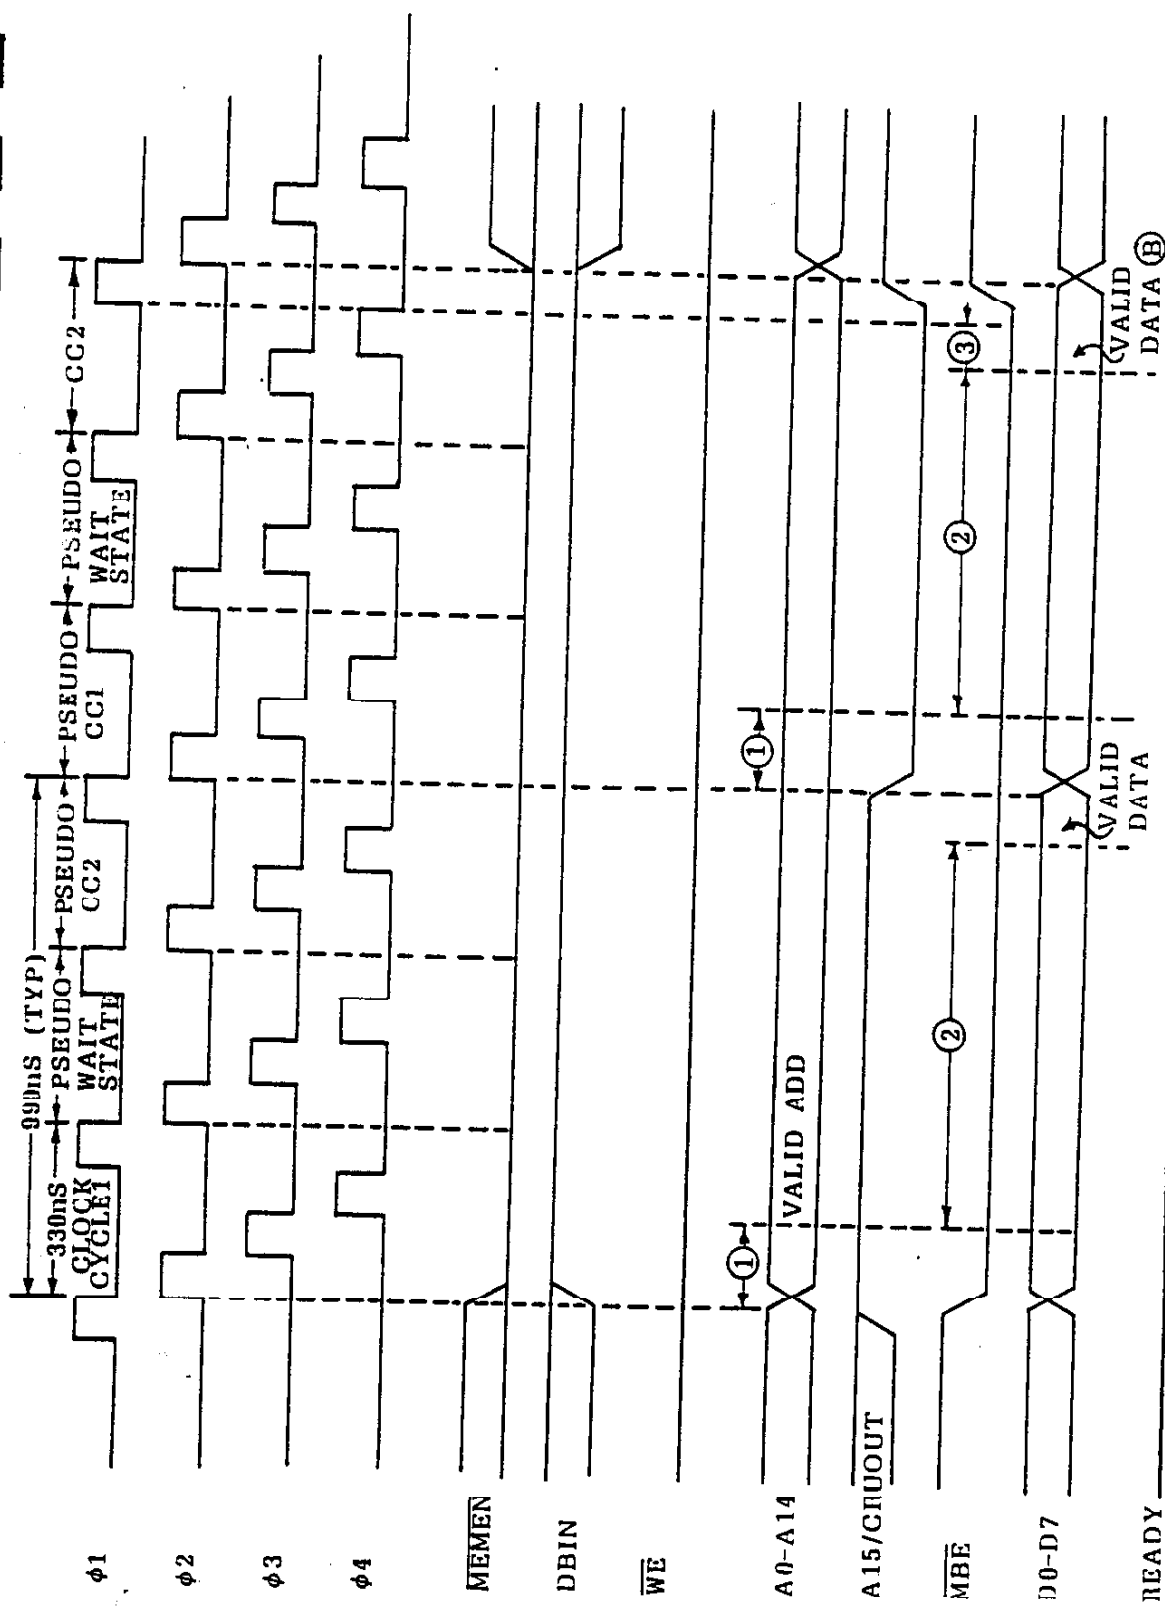 990nS (TYP)
330nS
CLOCK
CYCLE1
PSEUDO
WAIT
STATE
PSEUDO
CC2
PSEUDO
CC1
PSEUDO
WAIT
STATE
CC2
φ1
φ2
φ3
φ4
MEMEN
DBIN
WE
A0-A14
1
VALID ADD
1
A15/CRUOUT
MBE
2
2
3
D0-D7
VALID
DATA
VALID
DATA B
READY